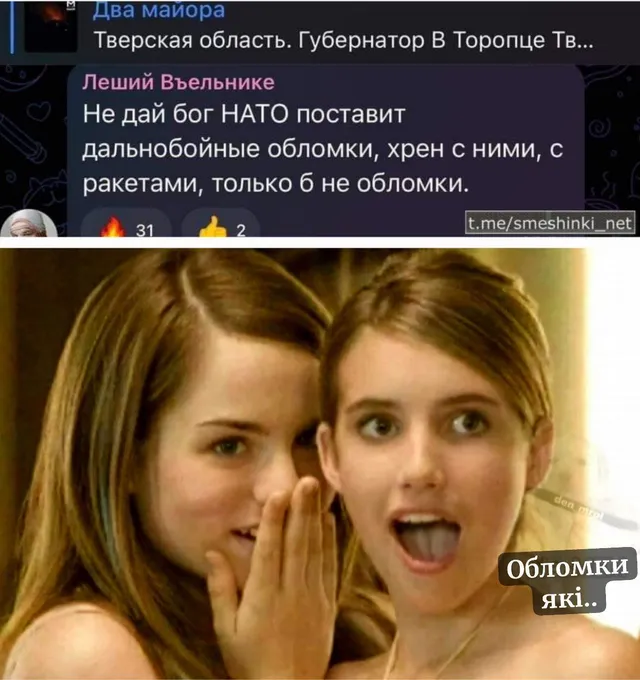 Два майора
Тверская область. Губернатор В Торопце Тв...
Леший Въельнике
Не дай бог НАТО поставит
дальнобойные обломки, хрен с ними, с
ракетами, только б не обломки.
31
2
t.me/smeshinki_net
Обломки
які..